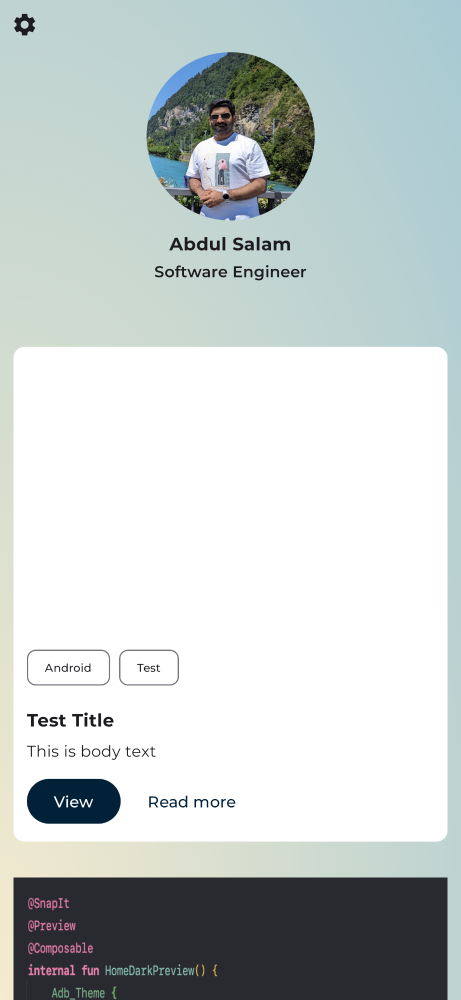 Abdul Salam
Software Engineer
Android
Test
Test Title
This is body text
View
Read more
@SnapIt
@Preview
@Composable
internal fun HomeDarkPreview() {
Adb_Theme {